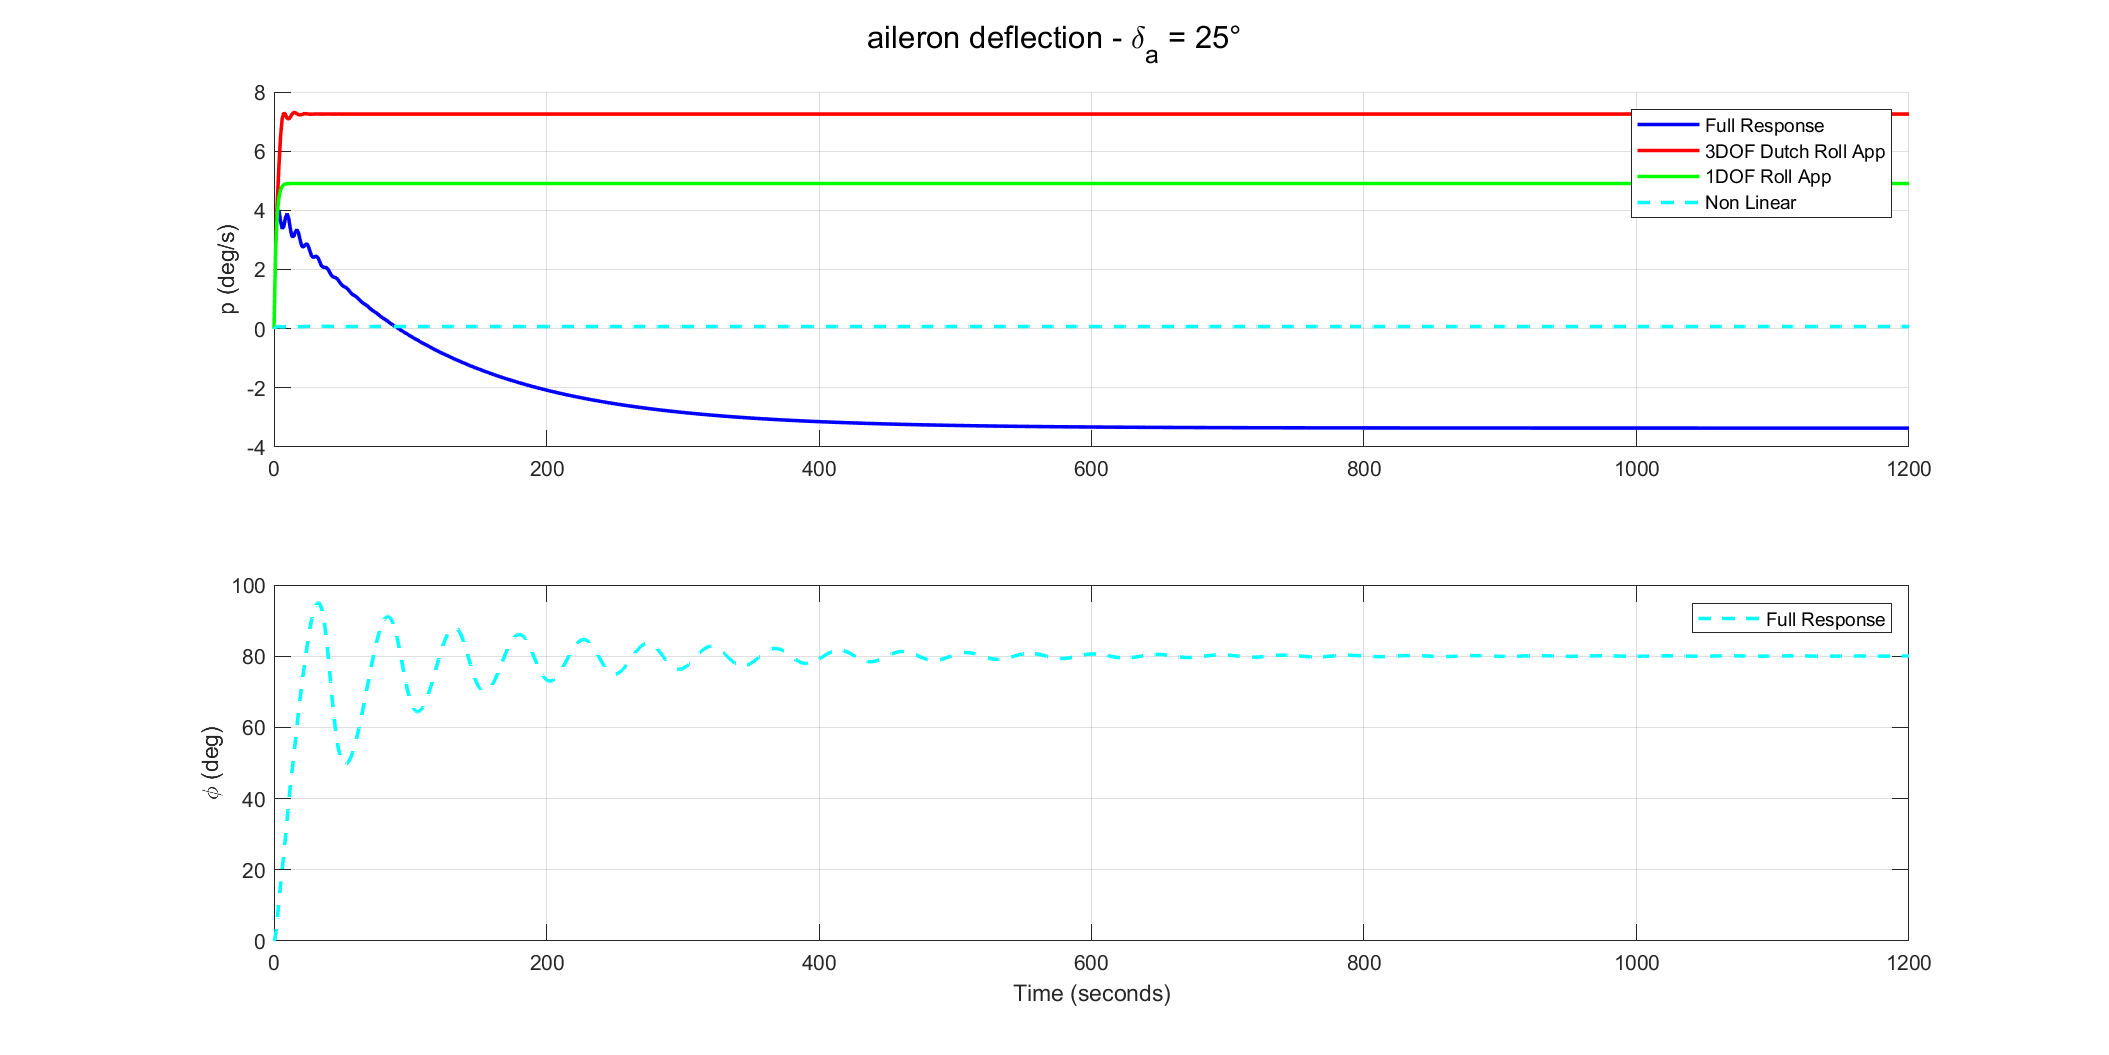 aileron deflection - δa = 25°
8
6
4
2
0
-2
-4
p (deg/s)
Full Response
3DOF Dutch Roll App
1DOF Roll App
Non Linear
0 200 400 600 800 1000 1200
100
80
60
40
20
0
ϕ (deg)
Full Response
0 200 400 600 800 1000 1200
Time (seconds)